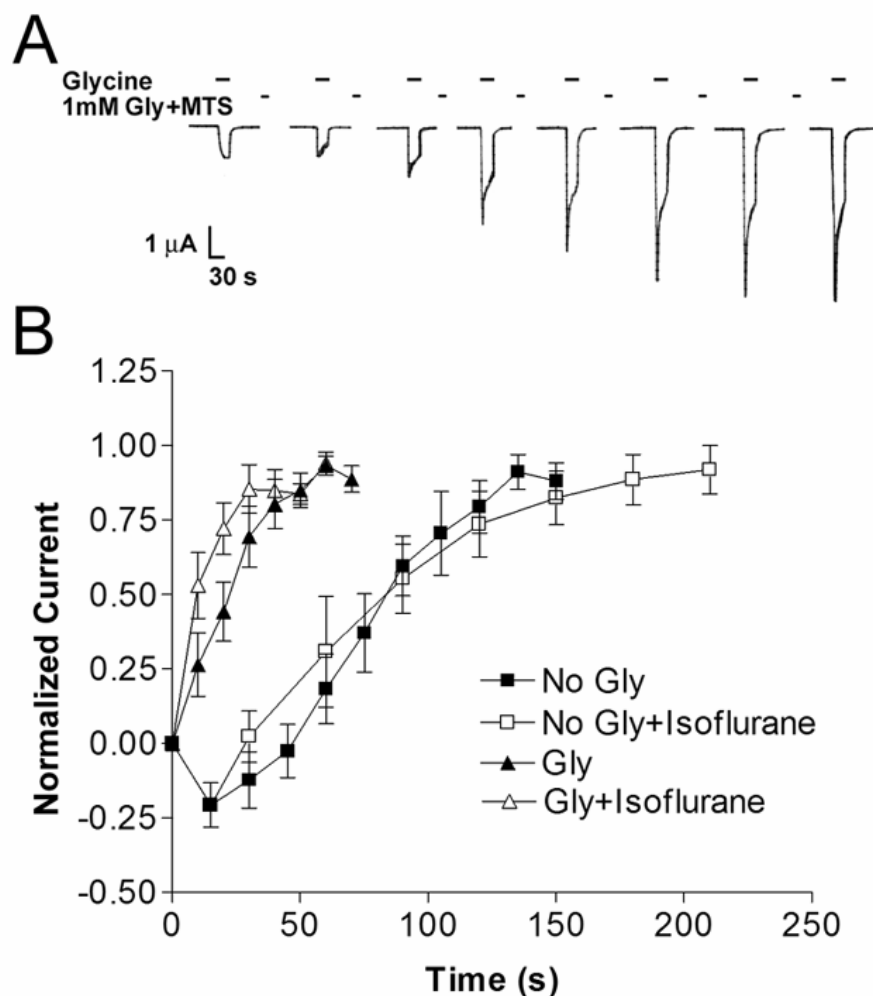 A
Glycine
1mM Gly+MTS
1 μA
30 s
B
1.25
1.00
0.75
0.50
0.25
0.00
-0.25
-0.50
Normalized Current
No Gly
No Gly+Isoflurane
Gly
Gly+Isoflurane
0 50 100 150 200 250
Time (s)